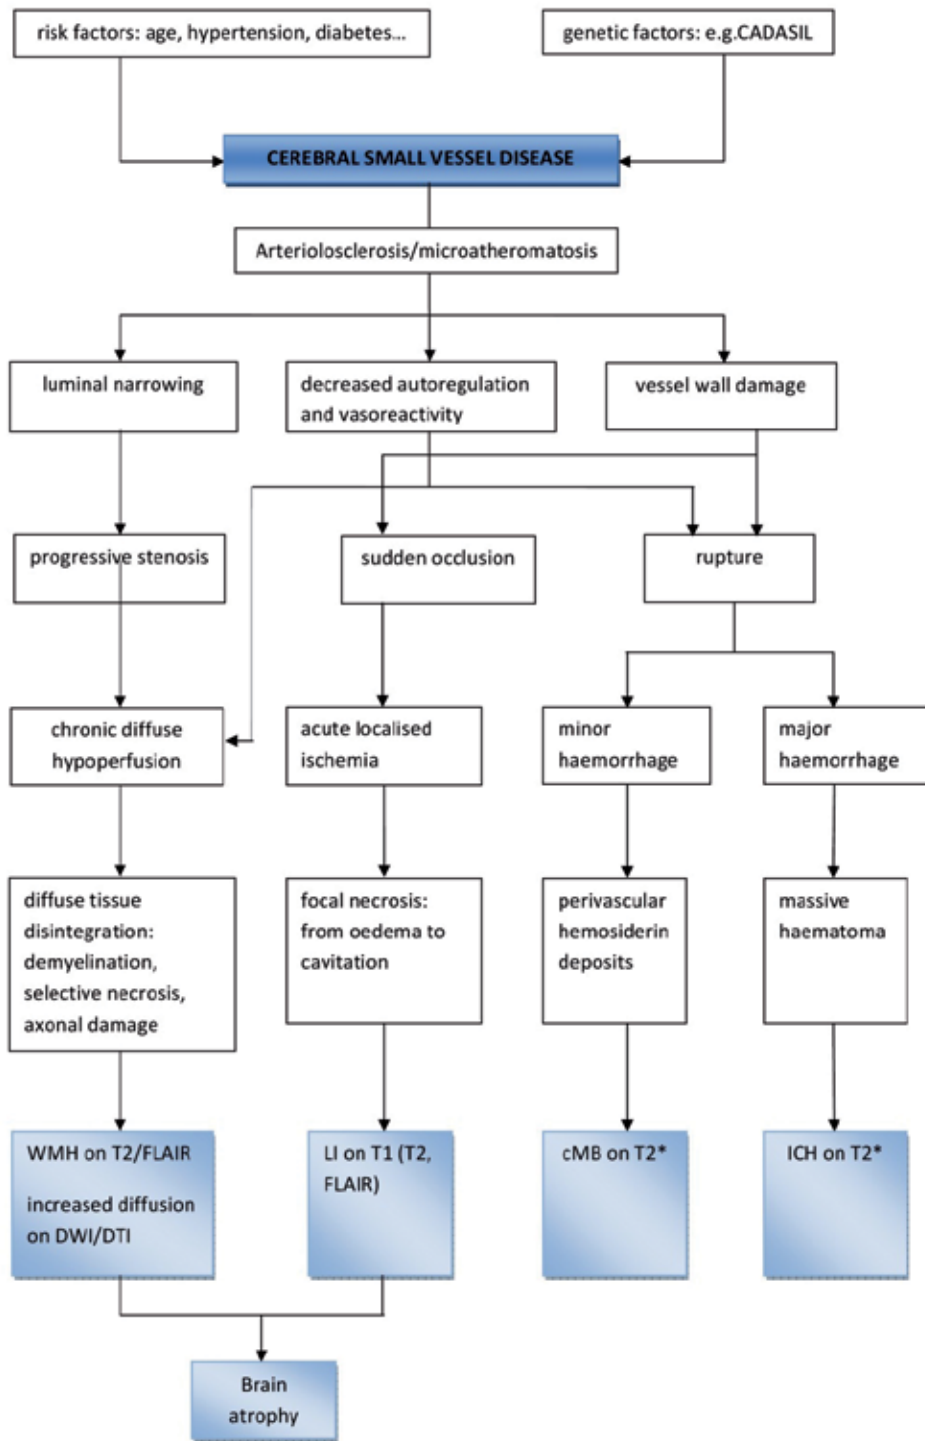 risk factors: age, hypertension, diabetes...
genetic factors: e.g.CADASIL
CEREBRAL SMALL VESSEL DISEASE
Arteriolosclerosis/microatheromatosis
luminal narrowing
decreased autoregulation
and vasoreactivity
vessel wall damage
progressive stenosis
sudden occlusion
rupture
chronic diffuse
hypoperfusion
acute localised
ischemia
minor
haemorrhage
major
haemorrhage
diffuse tissue
disintegration:
demyelination,
selective necrosis,
axonal damage
focal necrosis:
from oedema to
cavitation
perivascular
hemosiderin
deposits
massive
haematoma
WMH on T2/FLAIR
increased diffusion
on DWI/DTI
LI on T1 (T2,
FLAIR)
cMB on T2*
ICH on T2*
Brain
atrophy